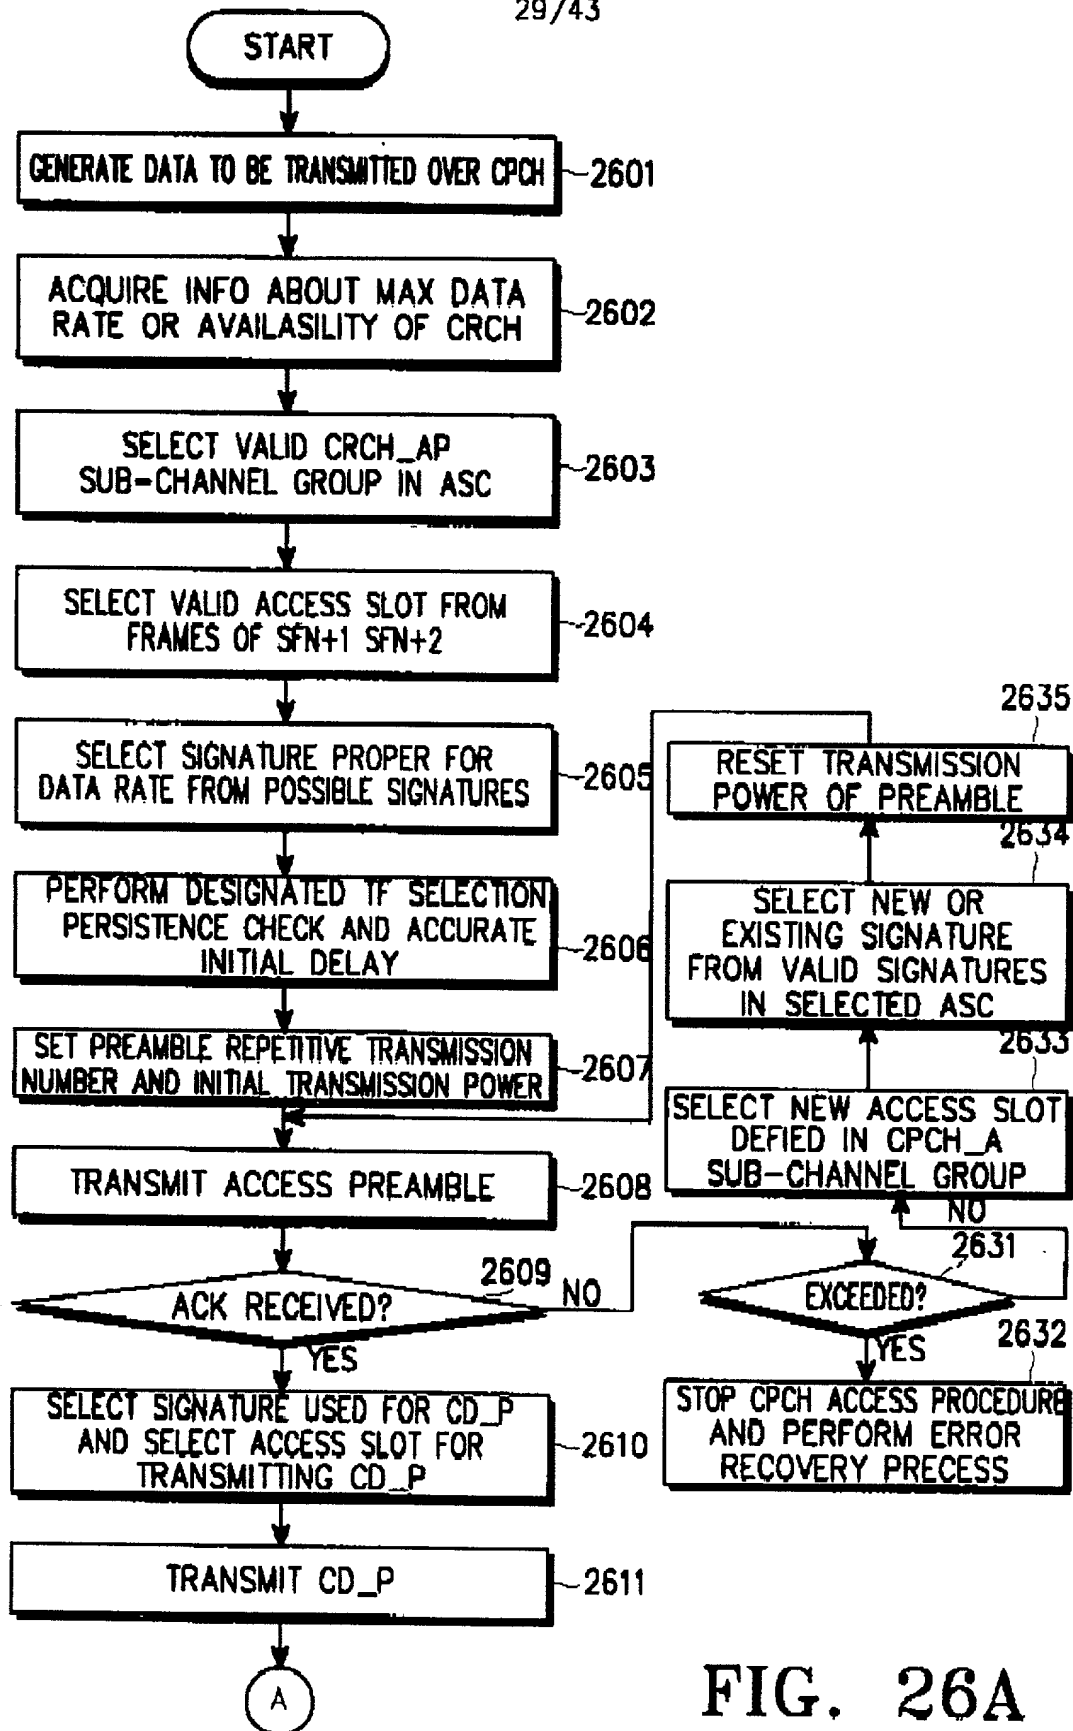 29/43
START
GENERATE DATA TO BE TRANSMITTED OVER CPCH
2601
ACQUIRE INFO ABOUT MAX DATA
RATE OR AVAILASILITY OF CRCH
2602
SELECT VALID CRCH_AP
SUB-CHANNEL GROUP IN ASC
2603
SELECT VALID ACCESS SLOT FROM
FRAMES OF SFN+1 SFN+2
2604
SELECT SIGNATURE PROPER FOR
DATA RATE FROM POSSIBLE SIGNATURES
2605
PERFORM DESIGNATED TF SELECTION,
PERSISTENCE CHECK AND ACCURATE
INITIAL DELAY
2606
SET PREAMBLE REPETITIVE TRANSMISSION
NUMBER AND INITIAL TRANSMISSION POWER
2607
TRANSMIT ACCESS PREAMBLE
2608
ACK RECEIVED?
2609
NO
YES
SELECT SIGNATURE USED FOR CD_P
AND SELECT ACCESS SLOT FOR
TRANSMITTING CD_P
2610
TRANSMIT CD_P
2611
A
2635
RESET TRANSMISSION
POWER OF PREAMBLE
2634
SELECT NEW OR
EXISTING SIGNATURE
FROM VALID SIGNATURES
IN SELECTED ASC
2633
SELECT NEW ACCESS SLOT
DEFIED IN CPCH_A
SUB-CHANNEL GROUP
NO
2631
EXCEEDED?
YES
2632
STOP CPCH ACCESS PROCEDURE
AND PERFORM ERROR
RECOVERY PRECESS
FIG. 26A